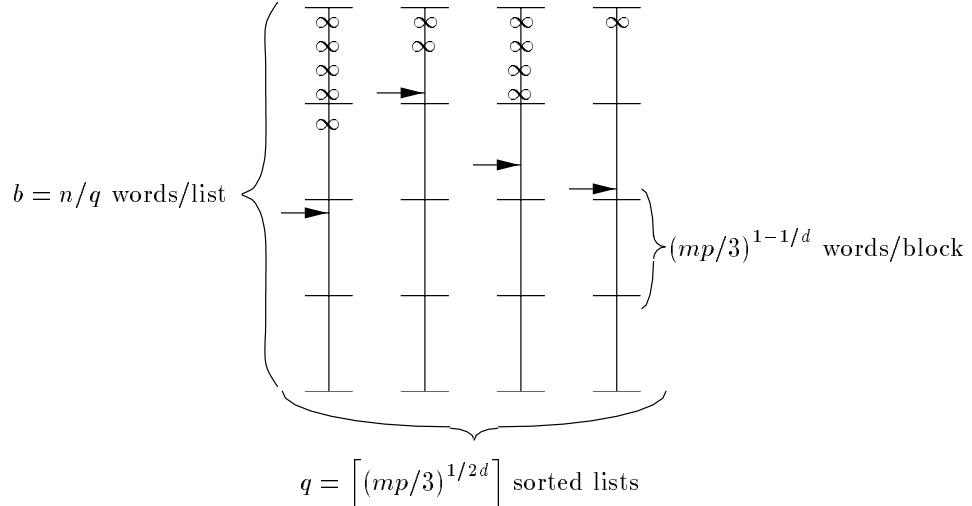 ∞ ∞ ∞ ∞
∞ ∞ ∞
∞ ∞
∞ ∞
∞
b = n/q words/list
(mp/3)^{1−1/d} words/block
q = ⌈(mp/3)^{1/2d}⌉ sorted lists